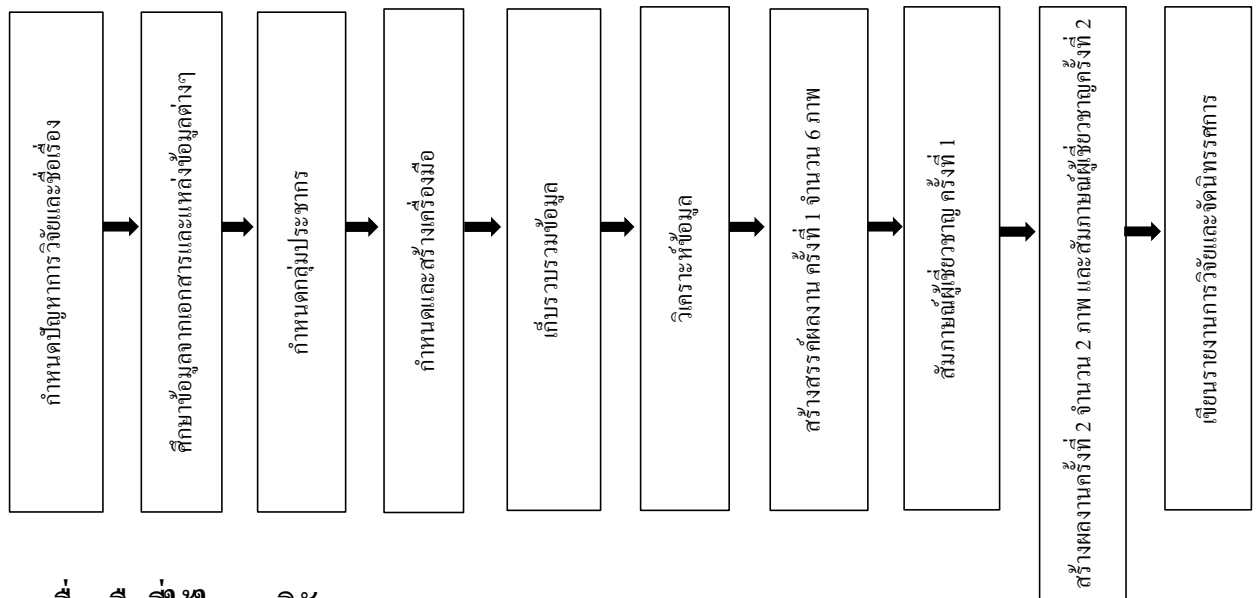 กำหนดปัญหาการวิจัยและชื่อเรื่อง
ศึกษาข้อมูลจากเอกสารและแหล่งข้อมูลต่างๆ
กำหนดกลุ่มประชากร
กำหนดและสร้างเครื่องมือ
เก็บรวบรวมข้อมูล
วิเคราะห์ข้อมูล
สร้างสรรค์ผลงาน ครั้งที่ 1 จำนวน 6 ภาพ
สัมภาษณ์ผู้เชี่ยวชาญ ครั้งที่ 1
สร้างผลงานครั้งที่ 2 จำนวน 2 ภาพ และสัมภาษณ์ผู้เชี่ยวชาญครั้งที่ 2
เขียนรายงานการวิจัยและจัดนิทรรศการ